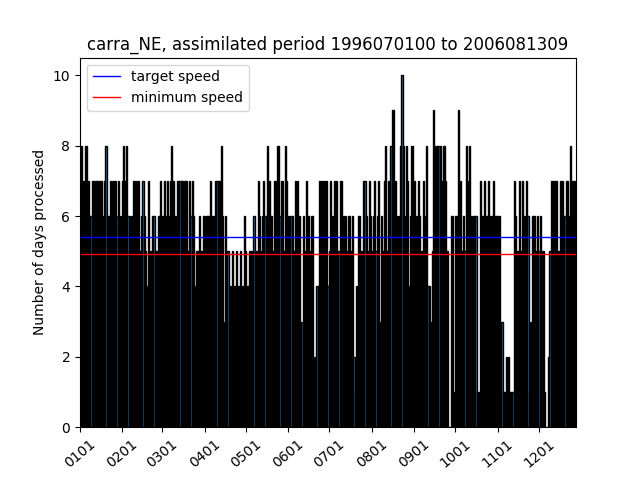 carra_NE, assimilated period 1996070100 to 2006081309
target speed
minimum speed
Number of days processed
10
8
6
4
2
0
0101 0201 0301 0401 0501 0601 0701 0801 0901 1001 1101 1201